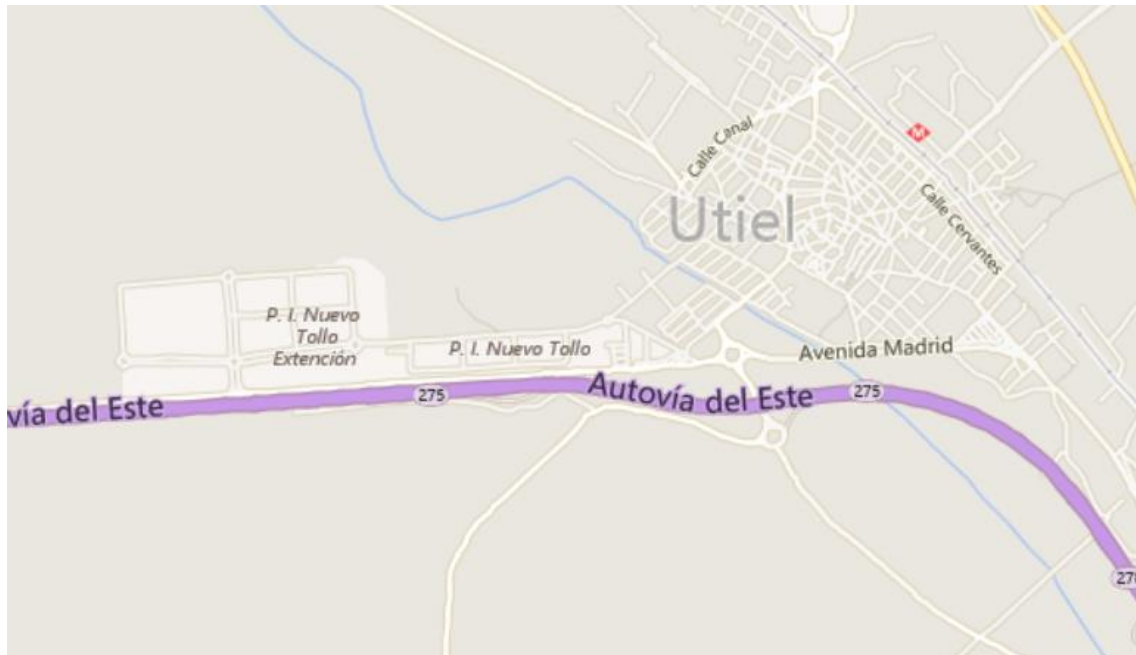 Calle Canal
M
Utiel
Calle Cervantes
P. I. Nuevo
Tollo
Extención
P. I. Nuevo Tollo
Avenida Madrid
vía del Este
275
Autovía del Este
275